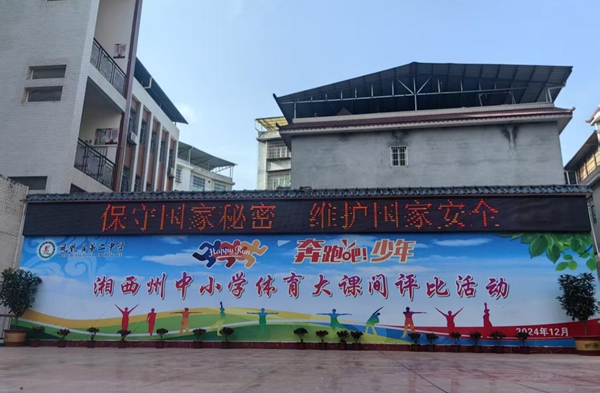 保守国家秘密 维护国家安全
Happy Run
奔跑吧!少年
湘西州中小学体育大课间评比活动
2024年12月